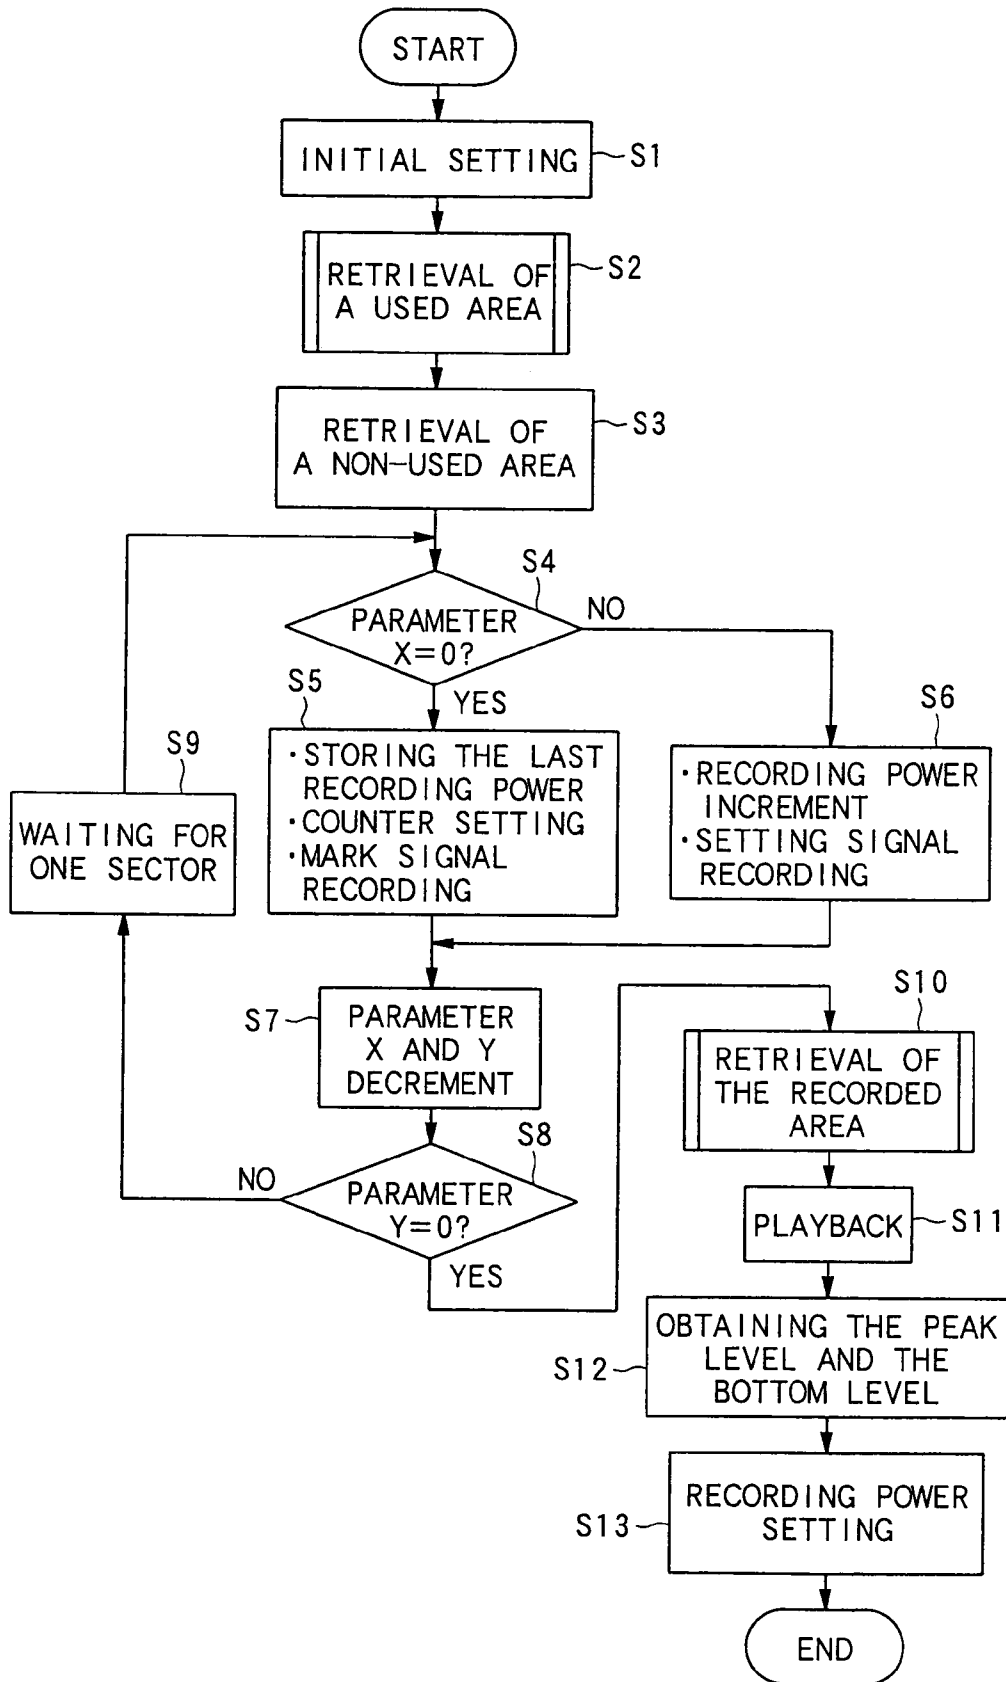 START
INITIAL SETTING
S1
RETRIEVAL OF
A USED AREA
S2
RETRIEVAL OF
A NON-USED AREA
S3
S4
PARAMETER
X=0?
NO
YES
S5
·STORING THE LAST
RECORDING POWER
·COUNTER SETTING
·MARK SIGNAL
RECORDING
S6
·RECORDING POWER
INCREMENT
·SETTING SIGNAL
RECORDING
S9
WAITING FOR
ONE SECTOR
S7
PARAMETER
X AND Y
DECREMENT
S8
PARAMETER
Y=0?
NO
YES
S10
RETRIEVAL OF
THE RECORDED
AREA
PLAYBACK
S11
OBTAINING THE PEAK
LEVEL AND THE
BOTTOM LEVEL
S12
RECORDING POWER
SETTING
S13
END